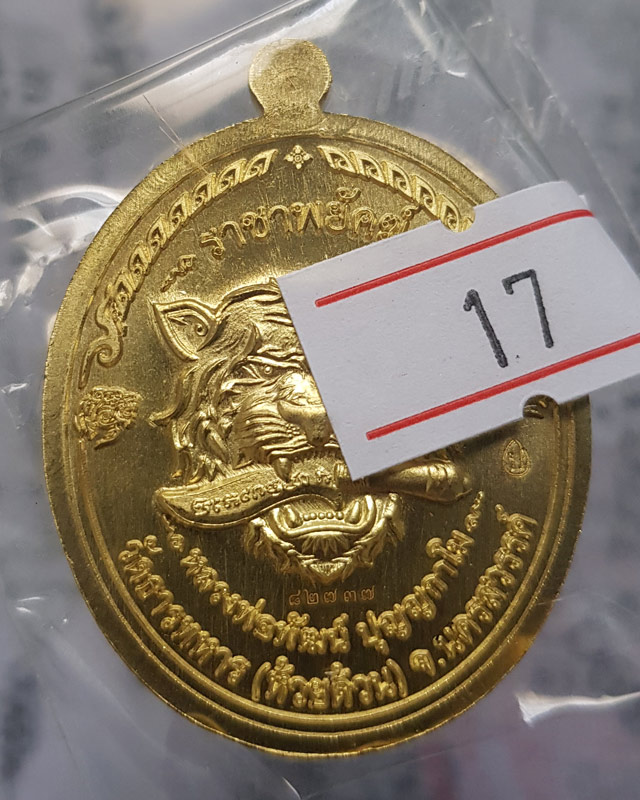 ราชาพยัคฆ์
17
๘๒๗๓๗
หลวงพ่อพัฒน์ ปุญญกาโม
วัดธารทหาร (ห้วยด้วน) จ.นครสวรรค์